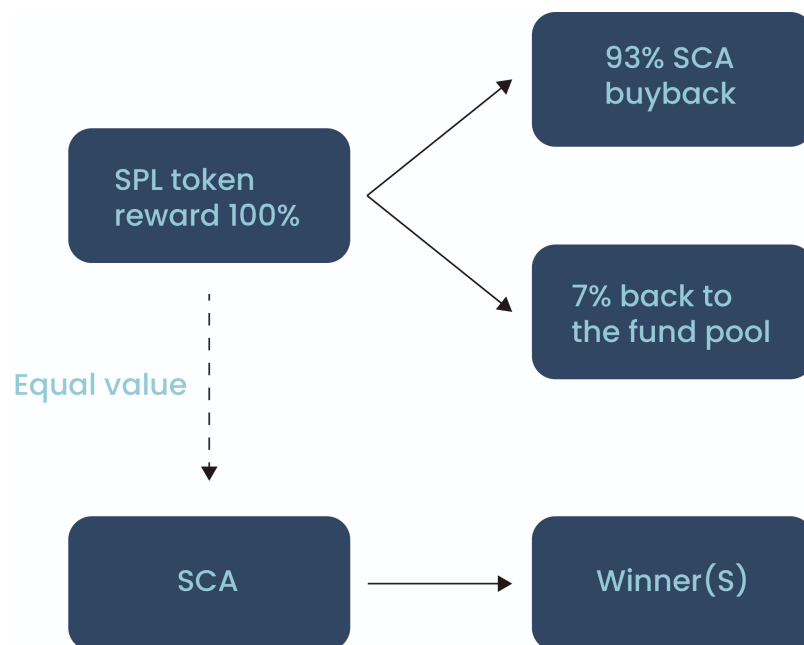 93% SCA
buyback
SPL token
reward 100%
7% back to
the fund pool
Equal value
SCA
Winner(S)